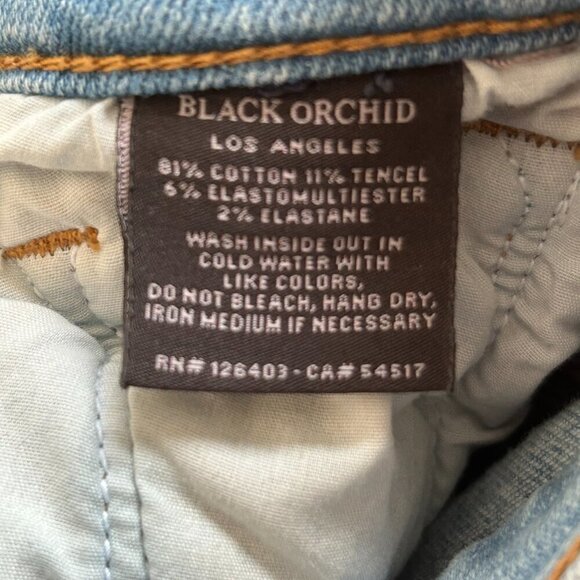 BLACK ORCHID
LOS ANGELES
81% COTTON 11% TENCEL
6% ELASTOMULTIESTER
2% ELASTANE
WASH INSIDE OUT IN
COLD WATER WITH
LIKE COLORS,
DO NOT BLEACH, HANG DRY,
IRON MEDIUM IF NECESSARY
RN# 126403 - CA# 54517